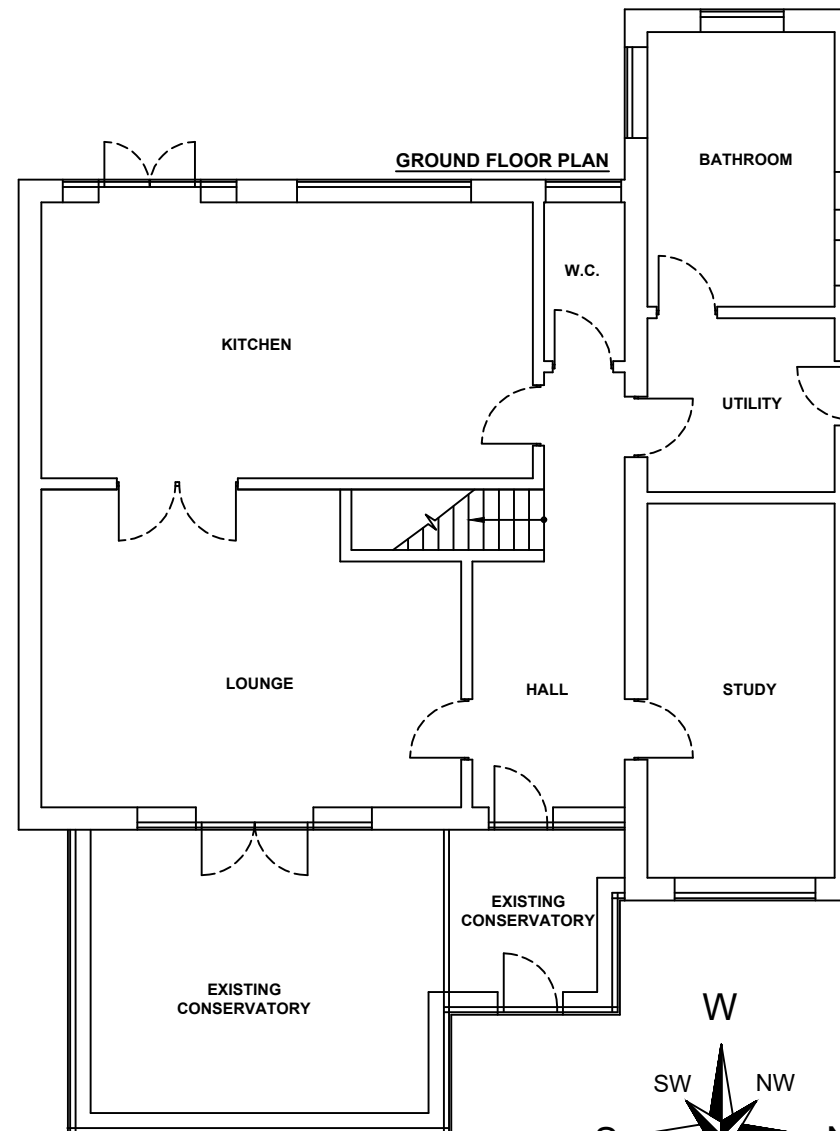 GROUND FLOOR PLAN
BATHROOM
W.C.
KITCHEN
UTILITY
LOUNGE
HALL
STUDY
EXISTING
CONSERVATORY
EXISTING
CONSERVATORY
W
SW
NW